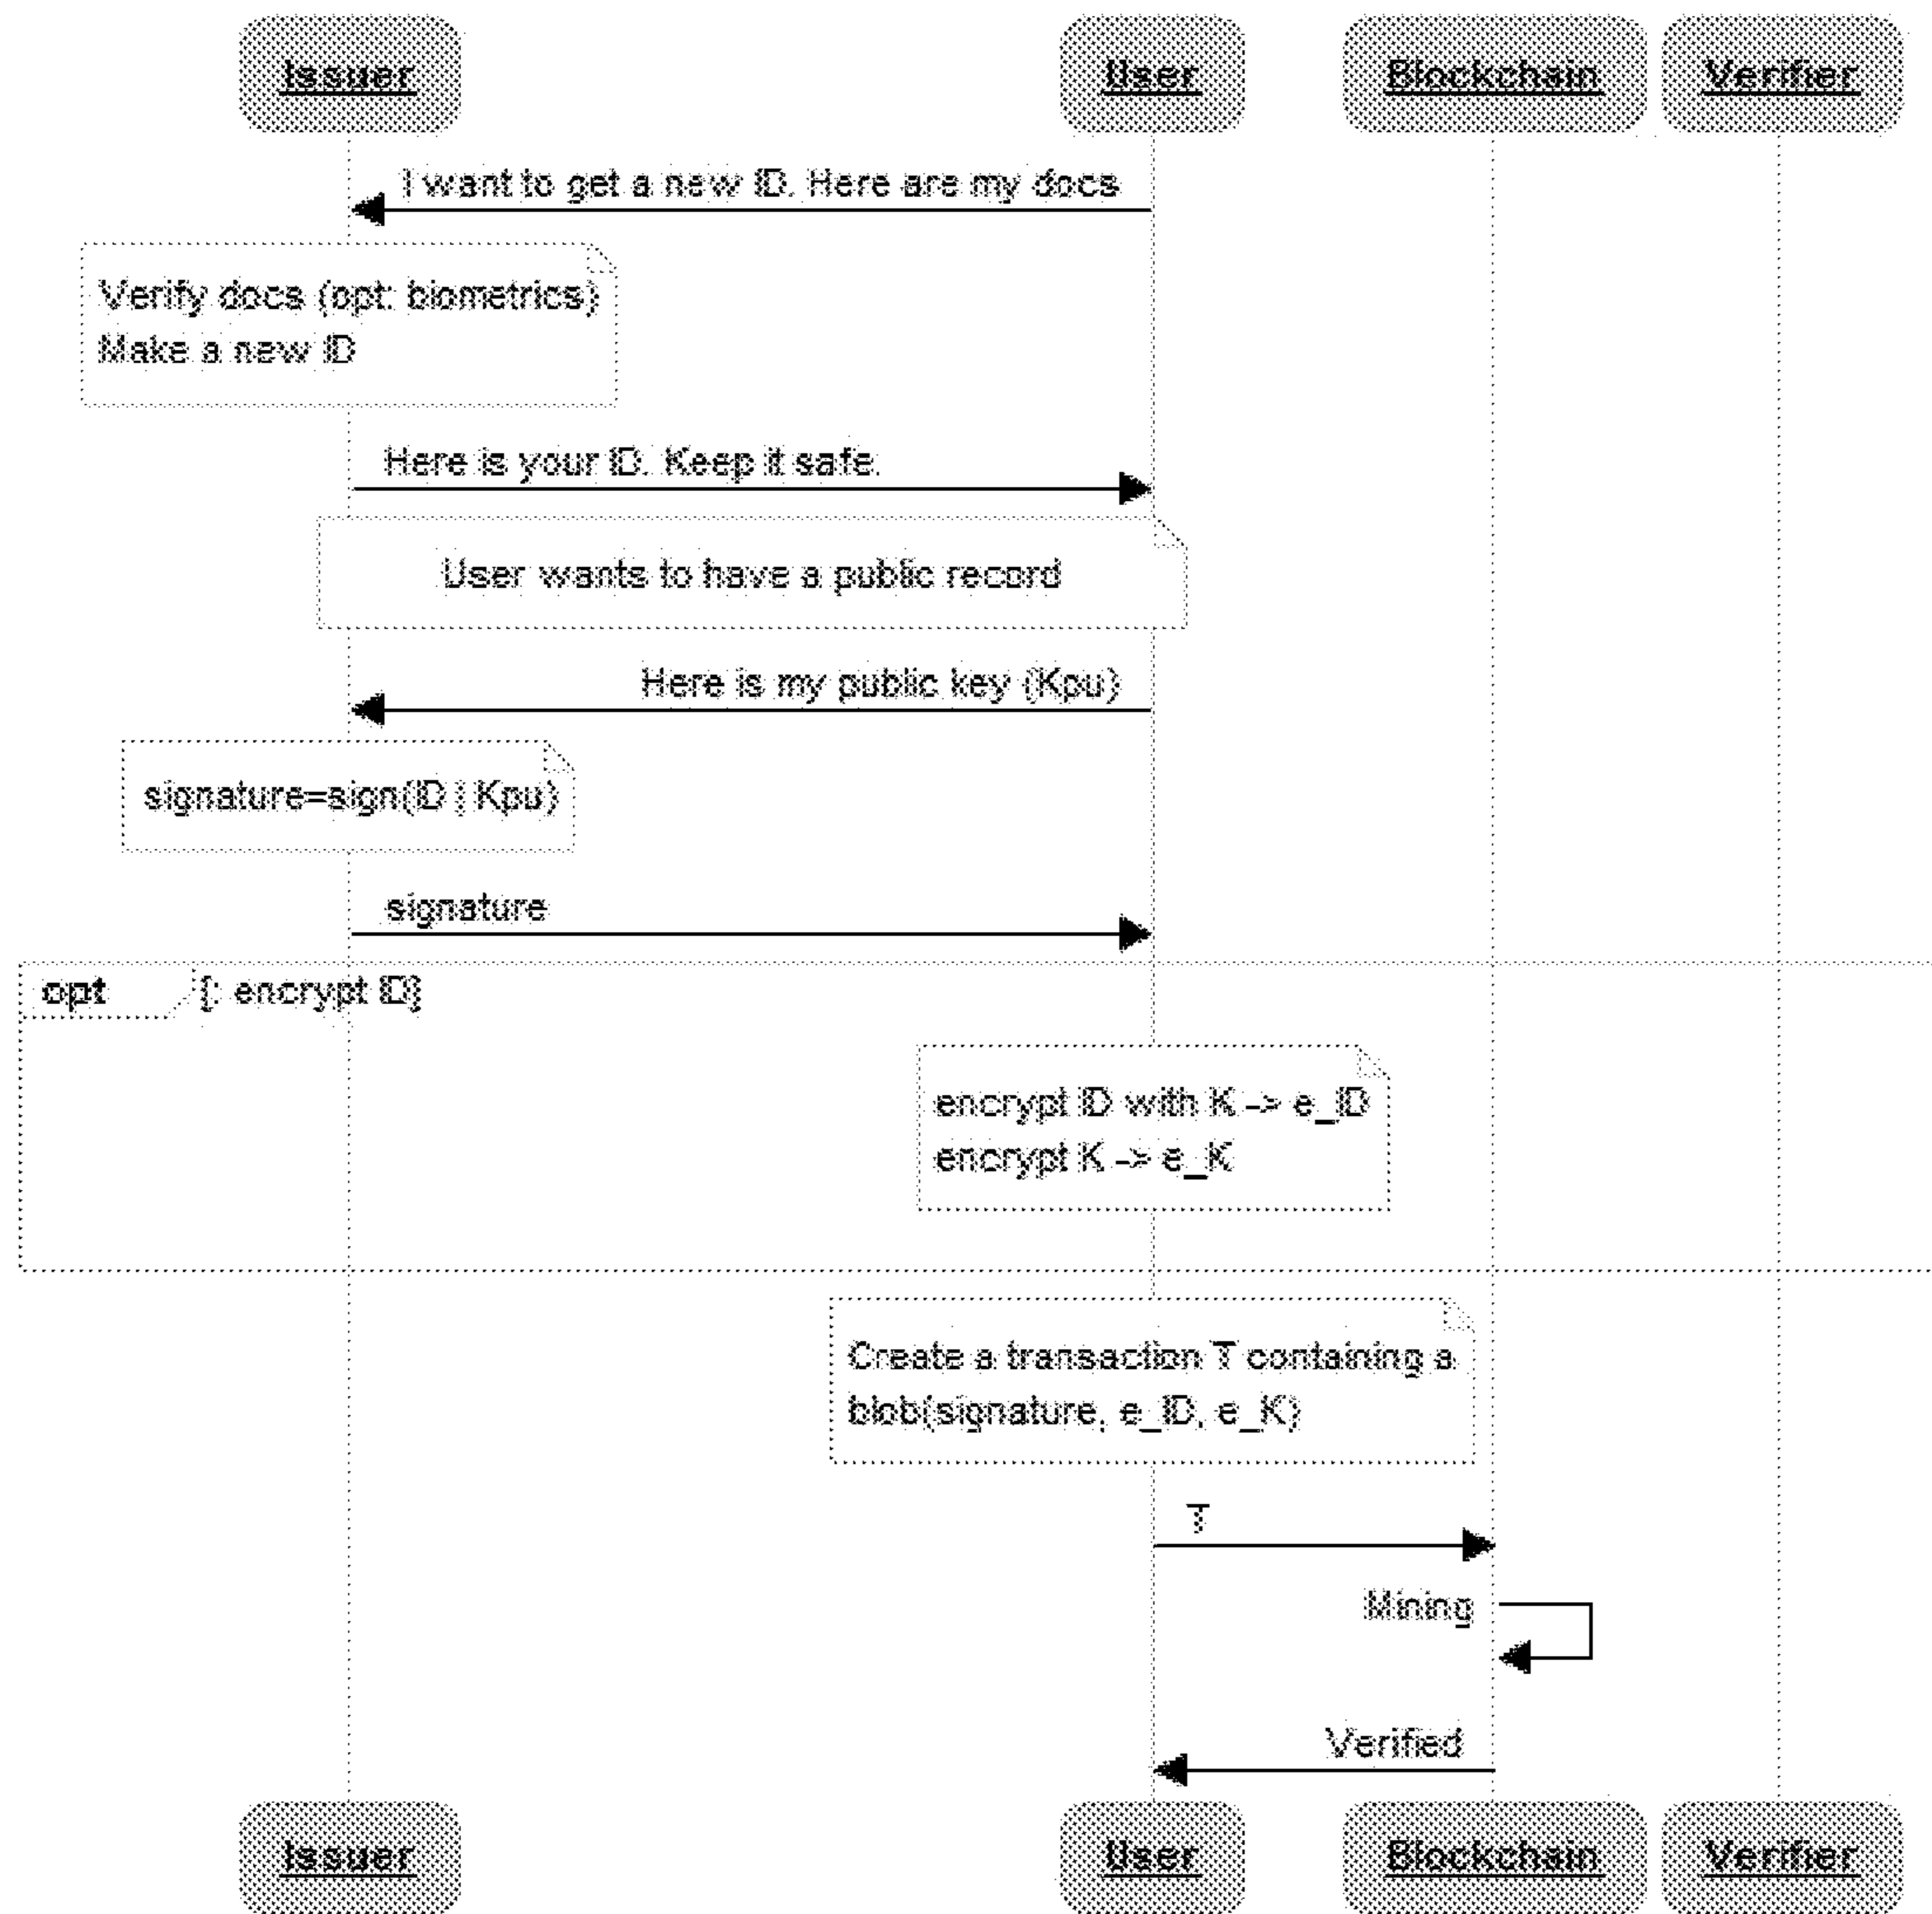 Issuer
User
Blockchain
Verifier
I want to get a new ID. Here are my docs
Verify docs (opt: biometrics)
Make a new ID
Here is your ID. Keep it safe.
User wants to have a public record
Here is my public key (Kpu)
signature=sign(ID | Kpu)
signature
opt [: encrypt ID]
encrypt ID with K -> e_ID
encrypt K -> e_K
Create a transaction T containing a
blob(signature, e_ID, e_K)
T
Mining
Verified
Issuer
User
Blockchain
Verifier